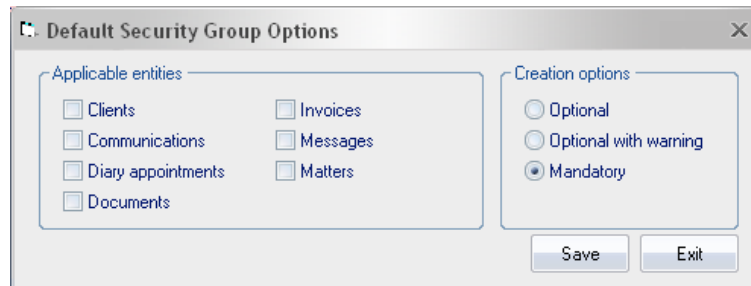 Default Security Group Options
Applicable entities
Clients
Communications
Diary appointments
Documents
Invoices
Messages
Matters
Creation options
Optional
Optional with warning
Mandatory
Save
Exit